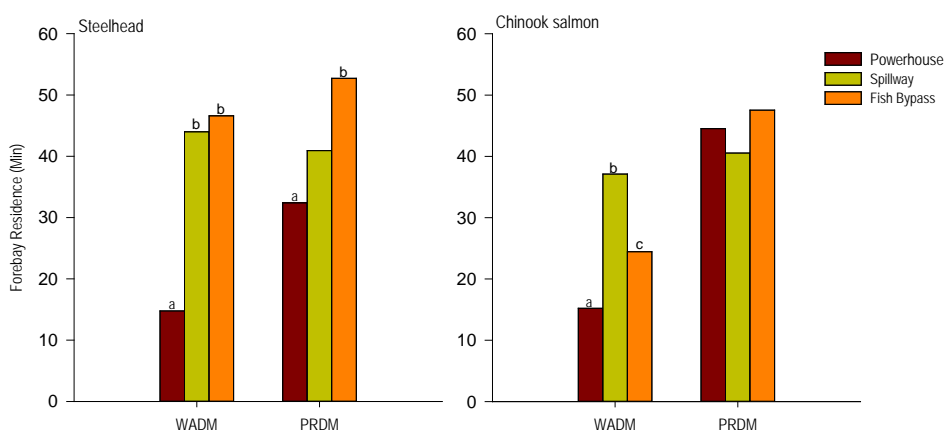 Steelhead
Chinook salmon
60
50
40
30
20
10
0
Forebay Residence (Min)
a
b
b
a
b
WADM
PRDM
60
50
40
30
20
10
0
a
b
c
WADM
PRDM
Powerhouse
Spillway
Fish Bypass